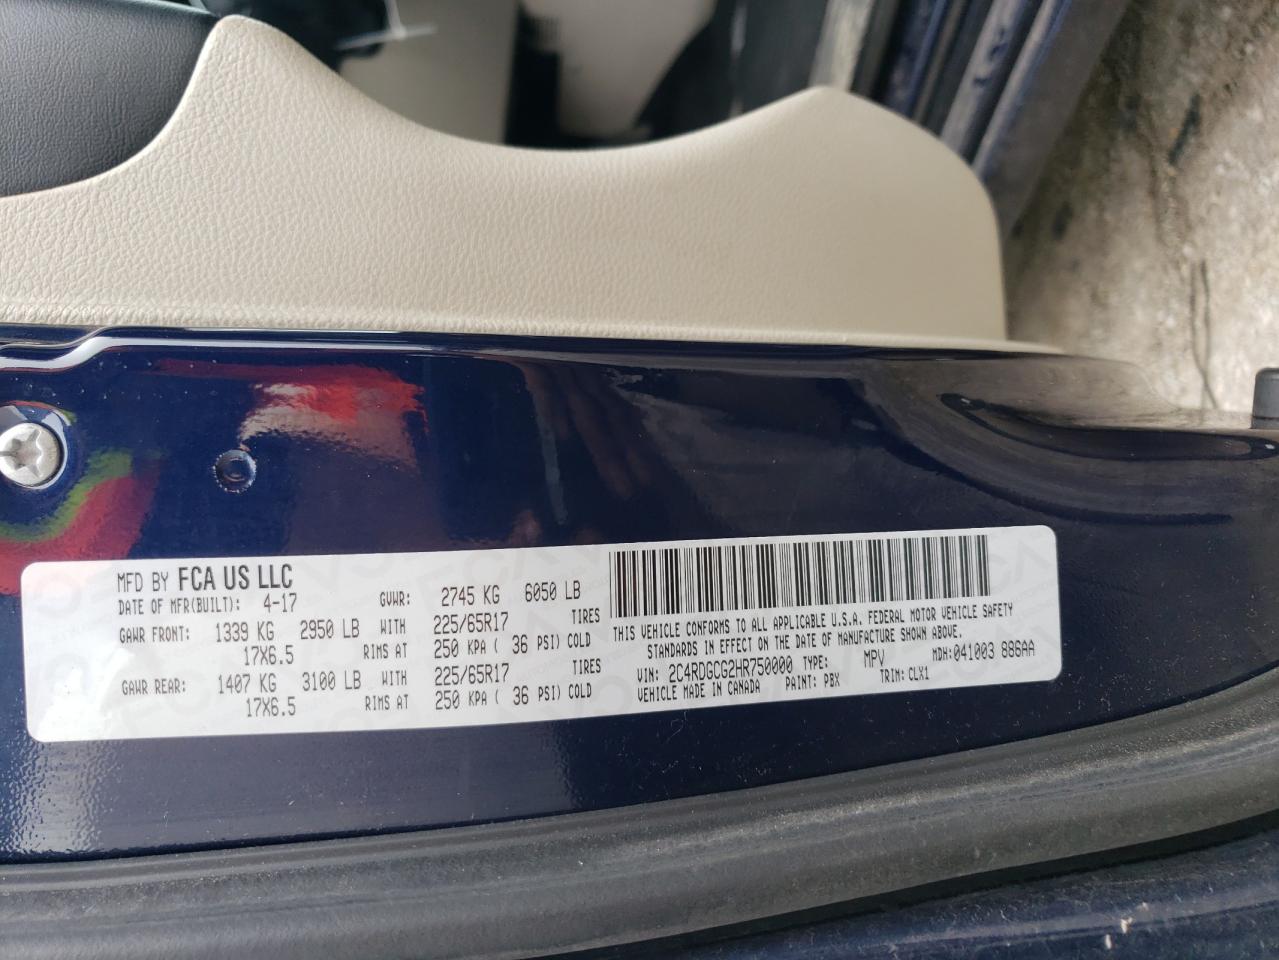 MFD BY FCA US LLC
DATE OF MFR(BUILT): 4-17 GVWR: 2745 KG 6050 LB
GAWR FRONT: 1339 KG 2950 LB WITH 225/65R17 TIRES
17X6.5 RIMS AT 250 KPA ( 36 PSI) COLD
GAWR REAR: 1407 KG 3100 LB WITH 225/65R17 TIRES
17X6.5 RIMS AT 250 KPA ( 36 PSI) COLD
THIS VEHICLE CONFORMS TO ALL APPLICABLE U.S.A. FEDERAL MOTOR VEHICLE SAFETY
STANDARDS IN EFFECT ON THE DATE OF MANUFACTURE SHOWN ABOVE.
VIN: 2C4RDGCG2HR750000 TYPE: MPV MDH:041003 886AA
VEHICLE MADE IN CANADA PAINT: PBX TRIM: CLX1